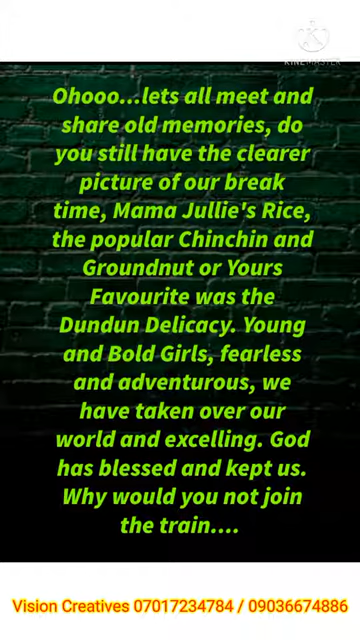 KINEMASTER
Ohooo...lets all meet and
share old memories, do
you still have the clearer
picture of our break
time, Mama Jullie's Rice,
the popular Chinchin and
Groundnut or Yours
Favourite was the
Dundun Delicacy. Young
and Bold Girls, fearless
and adventurous, we
have taken over our
world and excelling. God
has blessed and kept us.
Why would you not join
the train....
Vision Creatives 07017234784 / 09036674886